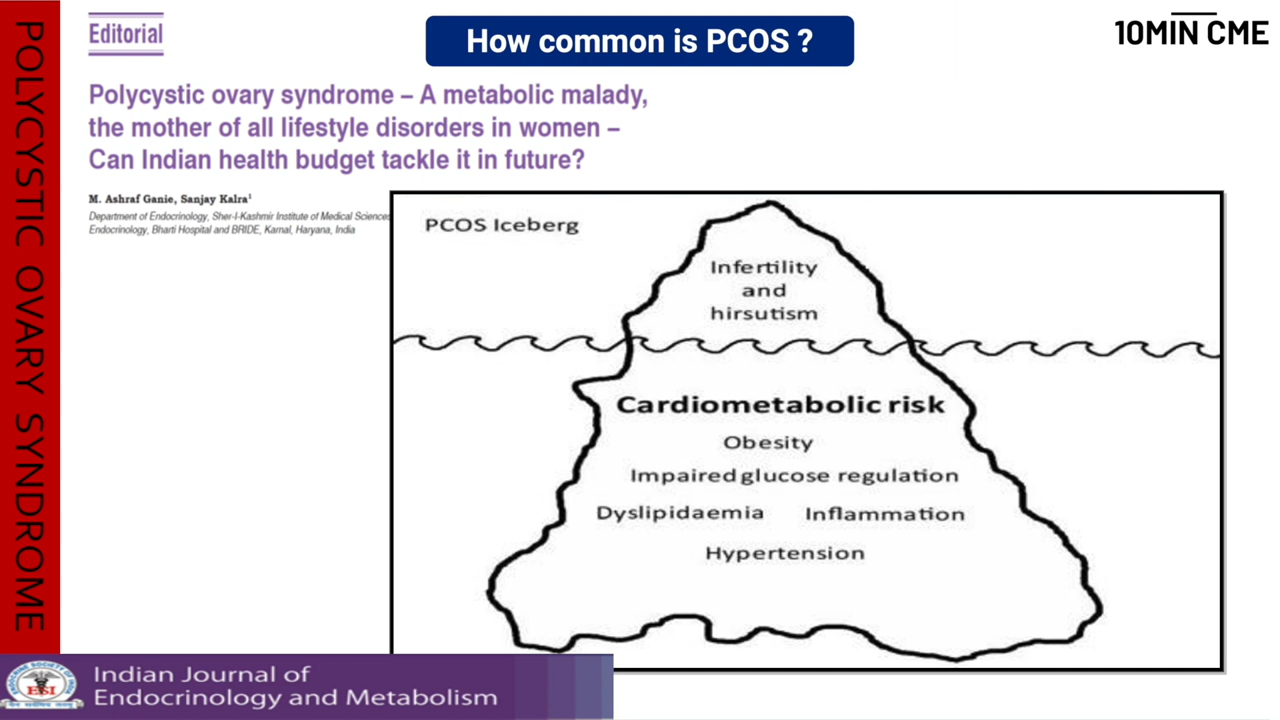 POLYCYSTIC OVARY SYNDROME
Editorial
How common is PCOS ?
10MIN CME
Polycystic ovary syndrome – A metabolic malady,
the mother of all lifestyle disorders in women –
Can Indian health budget tackle it in future?
M. Ashraf Ganie, Sanjay Kalra¹
Department of Endocrinology, Sher-I-Kashmir Institute of Medical Sciences
Endocrinology, Bharti Hospital and BRIDE, Karnal, Haryana, India
PCOS Iceberg
Infertility
and
hirsutism
Cardiometabolic risk
Obesity
Impaired glucose regulation
Dyslipidaemia Inflammation
Hypertension
ESI
Indian Journal of
Endocrinology and Metabolism